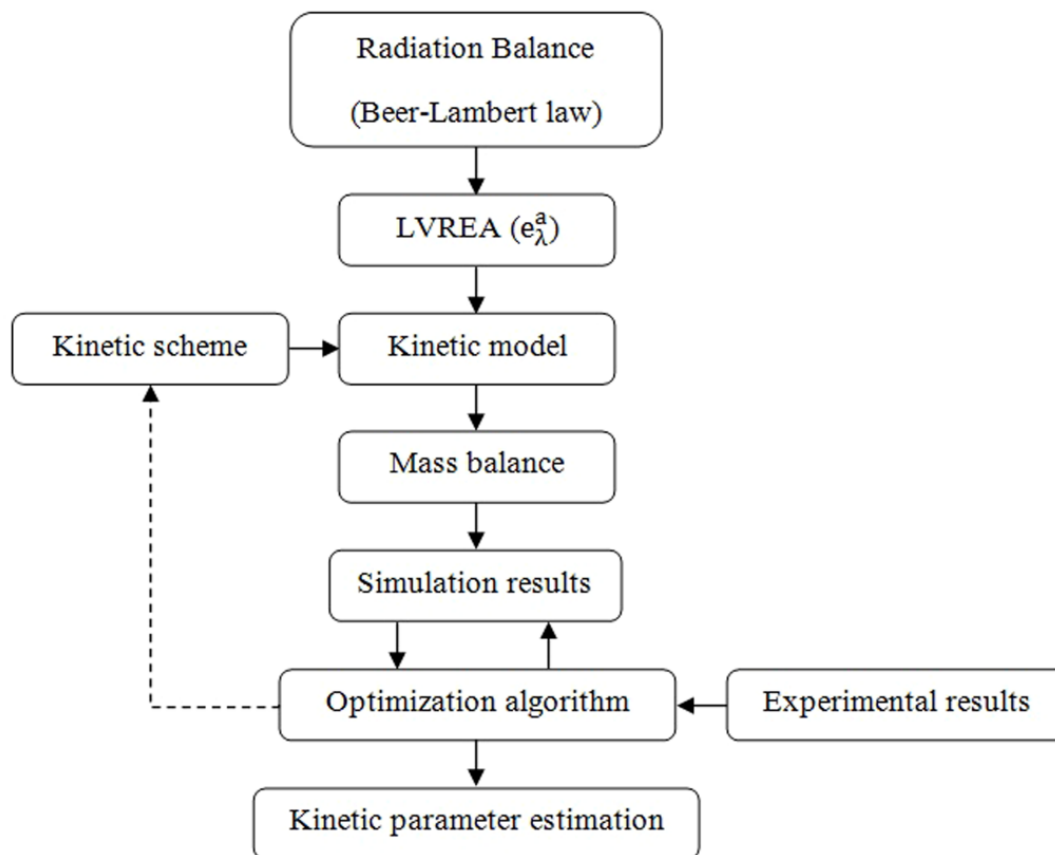 Radiation Balance
(Beer-Lambert law)
LVREA (e^a_λ)
Kinetic scheme
Kinetic model
Mass balance
Simulation results
Optimization algorithm
Experimental results
Kinetic parameter estimation